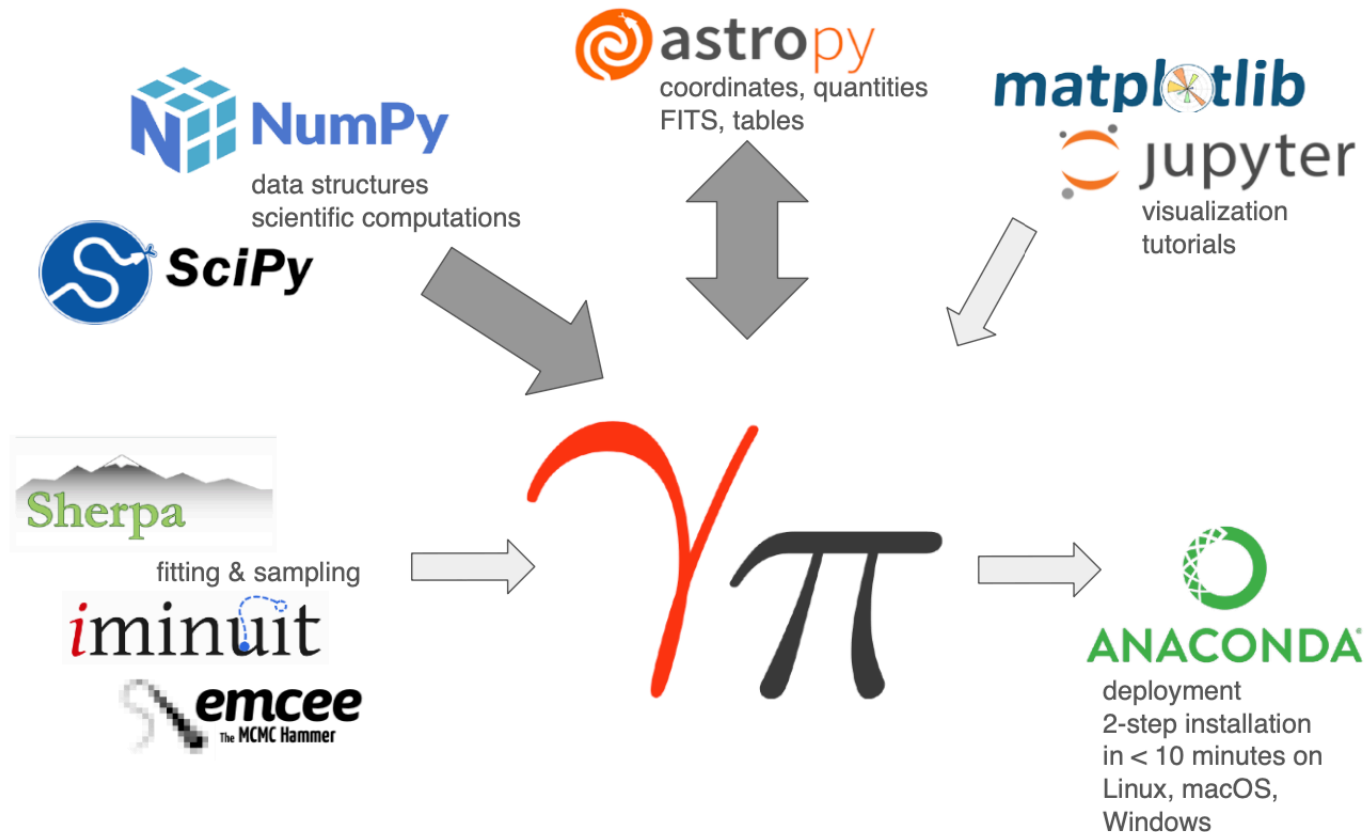 astropy
coordinates, quantities
FITS, tables
NumPy
data structures
scientific computations
SciPy
matplotlib
jupyter
visualization
tutorials
Sherpa
fitting & sampling
iminuit
emcee
The MCMC Hammer
γπ
ANACONDA®
deployment
2-step installation
in < 10 minutes on
Linux, macOS,
Windows